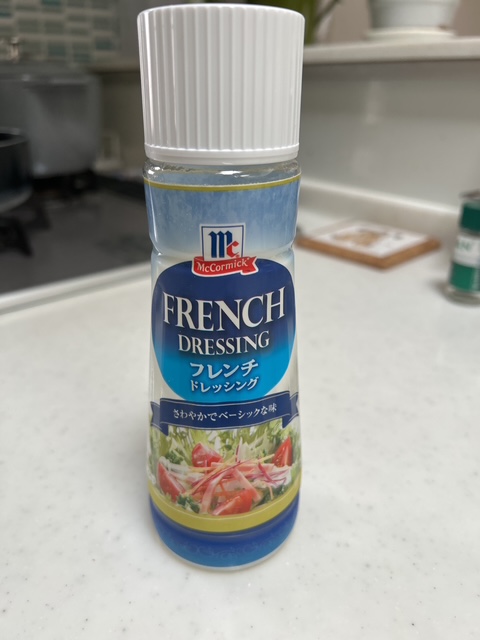 Mc
McCormick
FRENCH
DRESSING
フレンチ
ドレッシング
さわやかでベーシックな味